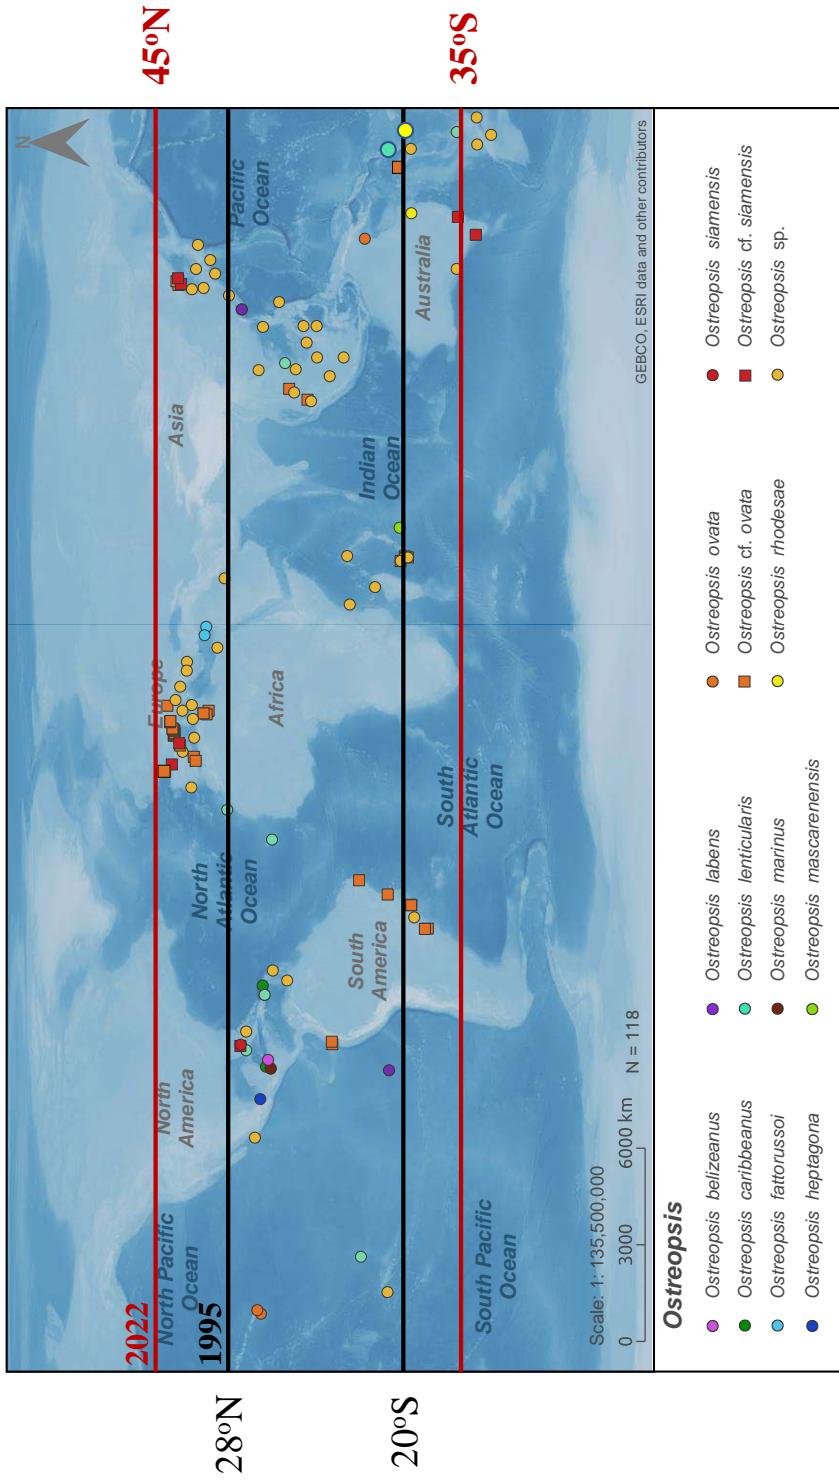 45ºN
35ºS
28ºN
20ºS
2022
1995
N
North Pacific
Ocean
North
America
North
Atlantic
Ocean
Europe
Asia
Pacific
Ocean
Africa
South
America
South
Atlantic
Ocean
Indian
Ocean
Australia
South Pacific
Ocean
Scale: 1: 135,500,000
0 3000 6000 km
N = 118
GEBCO, ESRI data and other contributors
Ostreopsis
Ostreopsis belizeanus
Ostreopsis caribbeanus
Ostreopsis fattorussoi
Ostreopsis heptagona
Ostreopsis labens
Ostreopsis lenticularis
Ostreopsis marinus
Ostreopsis mascarenensis
Ostreopsis ovata
Ostreopsis cf. ovata
Ostreopsis rhodesae
Ostreopsis siamensis
Ostreopsis cf. siamensis
Ostreopsis sp.